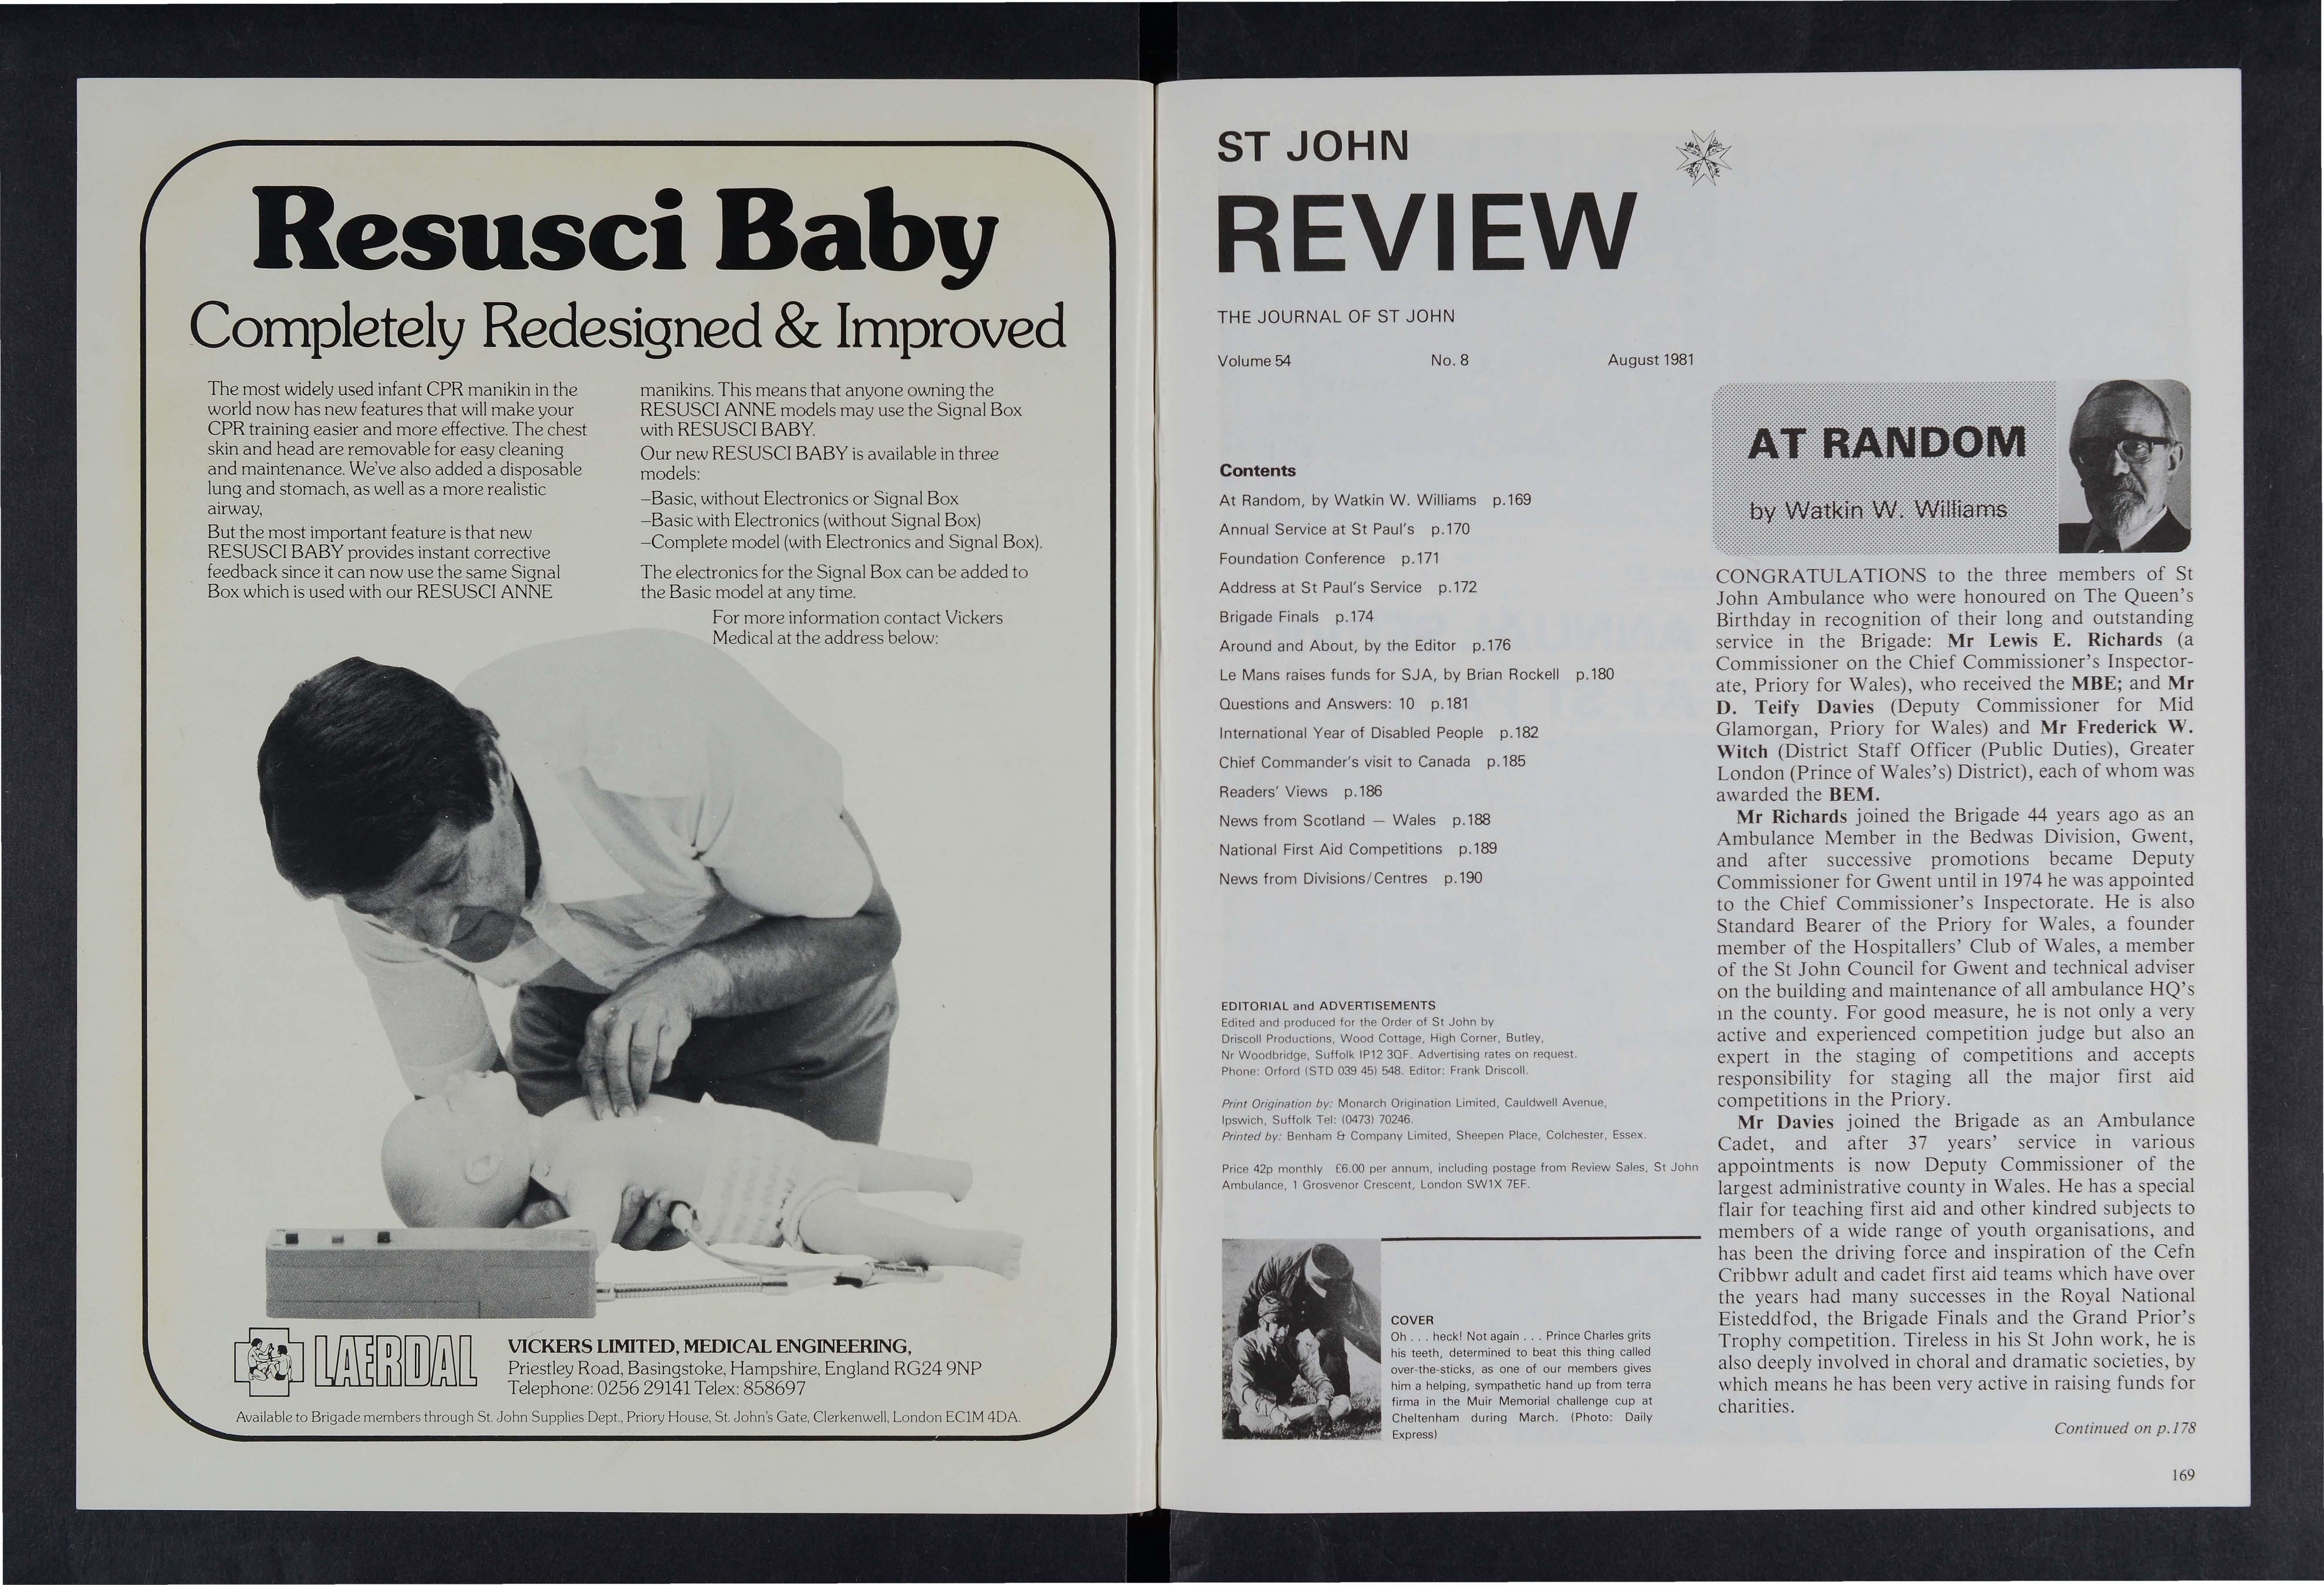 Resusci Baby
Completely Redesigned & Improved
The most widely used infant CPR manikin in the
world now has new features that will make your
CPR training easier and more effective. The chest
skin and head are removable for easy cleaning
and maintenance. We've also added a disposable
lung and stomach, as well as a more realistic
airway,
But the most important feature is that new
RESUSCI BABY provides instant corrective
feedback since it can now use the same Signal
Box which is used with our RESUSCI ANNE
manikins. This means that anyone owning the
RESUSCI ANNE models may use the Signal Box
with RESUSCI BABY.
Our new RESUSCI BABY is available in three
models:
–Basic, without Electronics or Signal Box
–Basic with Electronics (without Signal Box)
–Complete model (with Electronics and Signal Box).
The electronics for the Signal Box can be added to
the Basic model at any time.
For more information contact Vickers
Medical at the address below:
LAERDAL
VICKERS LIMITED, MEDICAL ENGINEERING,
Priestley Road, Basingstoke, Hampshire, England RG24 9NP
Telephone: 0256 29141 Telex: 858697
Available to Brigade members through St. John Supplies Dept., Priory House, St. John's Gate, Clerkenwell, London EC1M 4DA.
ST JOHN
REVIEW
THE JOURNAL OF ST JOHN
Volume 54 No. 8 August 1981
Contents
At Random, by Watkin W. Williams p.169
Annual Service at St Paul's p.170
Foundation Conference p.171
Address at St Paul's Service p.172
Brigade Finals p.174
Around and About, by the Editor p.176
Le Mans raises funds for SJA, by Brian Rockell p.180
Questions and Answers: 10 p.181
International Year of Disabled People p.182
Chief Commander's visit to Canada p.185
Readers' Views p.186
News from Scotland — Wales p.188
National First Aid Competitions p.189
News from Divisions/Centres p.190
EDITORIAL and ADVERTISEMENTS
Edited and produced for the Order of St John by
Driscoll Productions, Wood Cottage, High Corner, Butley,
Nr Woodbridge, Suffolk IP12 3QF. Advertising rates on request.
Phone: Orford (STD 039 45) 548. Editor: Frank Driscoll.
Print Origination by: Monarch Origination Limited, Cauldwell Avenue,
Ipswich, Suffolk Tel: (0473) 70246.
Printed by: Benham & Company Limited, Sheepen Place, Colchester, Essex.
Price 42p monthly £6.00 per annum, including postage from Review Sales, St John
Ambulance, 1 Grosvenor Crescent, London SW1X 7EF.
COVER
Oh . . . heck! Not again . . . Prince Charles grits
his teeth, determined to beat this thing called
over-the-sticks, as one of our members gives
him a helping, sympathetic hand up from terra
firma in the Muir Memorial challenge cup at
Cheltenham during March. (Photo: Daily
Express)
AT RANDOM
by Watkin W. Williams
CONGRATULATIONS to the three members of St
John Ambulance who were honoured on The Queen's
Birthday in recognition of their long and outstanding
service in the Brigade: Mr Lewis E. Richards (a
Commissioner on the Chief Commissioner's Inspector-
ate, Priory for Wales), who received the MBE; and Mr
D. Teify Davies (Deputy Commissioner for Mid
Glamorgan, Priory for Wales) and Mr Frederick W.
Witch (District Staff Officer (Public Duties), Greater
London (Prince of Wales's) District), each of whom was
awarded the BEM.
Mr Richards joined the Brigade 44 years ago as an
Ambulance Member in the Bedwas Division, Gwent,
and after successive promotions became Deputy
Commissioner for Gwent until in 1974 he was appointed
to the Chief Commissioner's Inspectorate. He is also
Standard Bearer of the Priory for Wales, a founder
member of the Hospitallers' Club of Wales, a member
of the St John Council for Gwent and technical adviser
on the building and maintenance of all ambulance HQ's
in the county. For good measure, he is not only a very
active and experienced competition judge but also an
expert in the staging of competitions and accepts
responsibility for staging all the major first aid
competitions in the Priory.
Mr Davies joined the Brigade as an Ambulance
Cadet, and after 37 years' service in various
appointments is now Deputy Commissioner of the
largest administrative county in Wales. He has a special
flair for teaching first aid and other kindred subjects to
members of a wide range of youth organisations, and
has been the driving force and inspiration of the Cefn
Cribbwr adult and cadet first aid teams which have over
the years had many successes in the Royal National
Eisteddfod, the Brigade Finals and the Grand Prior's
Trophy competition. Tireless in his St John work, he is
also deeply involved in choral and dramatic societies, by
which means he has been very active in raising funds for
charities.
Continued on p.178
169